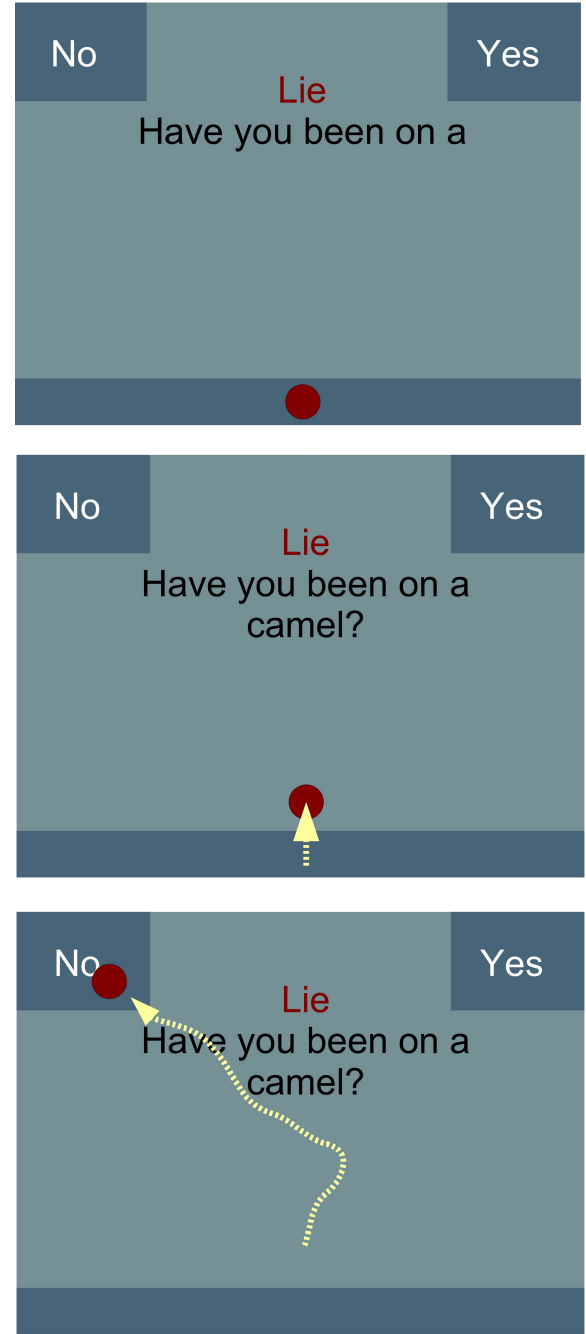 No
Yes
Lie
Have you been on a
No
Yes
Lie
Have you been on a
camel?
No
Yes
Lie
Have you been on a
camel?